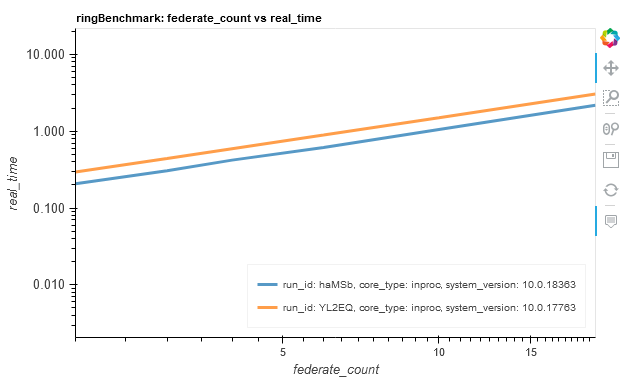 ringBenchmark: federate_count vs real_time
10.000
1.000
0.100
0.010
real_time
run_id: haMSb, core_type: inproc, system_version: 10.0.18363
run_id: YL2EQ, core_type: inproc, system_version: 10.0.17763
5
10
15
federate_count